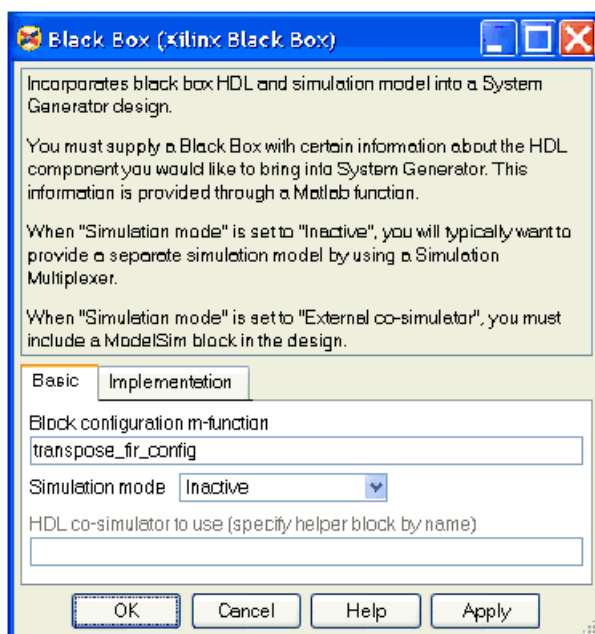 Black Box (Xilinx Black Box)
Incorporates black box HDL and simulation model into a System
Generator design.
You must supply a Black Box with certain information about the HDL
component you would like to bring into System Generator. This
information is provided through a Matlab function.
When "Simulation mode" is set to "Inactive", you will typically want to
provide a separate simulation model by using a Simulation
Multiplexer.
When "Simulation mode" is set to "External co-simulator", you must
include a ModelSim block in the design.
Basic Implementation
Block configuration m-function
transpose_fir_config
Simulation mode Inactive
HDL co-simulator to use (specify helper block by name)
OK Cancel Help Apply